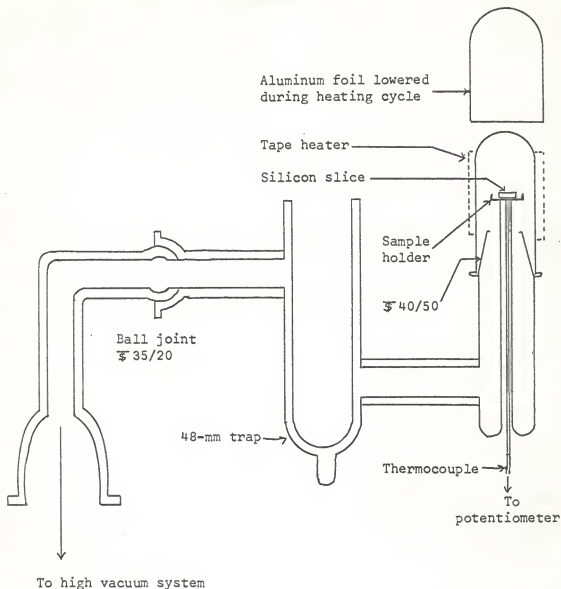 Aluminum foil lowered
during heating cycle
Tape heater
Silicon slice
Sample
holder
$ 40/50
Ball joint
$ 35/20
48-mm trap
Thermocouple
To
potentiometer
To high vacuum system